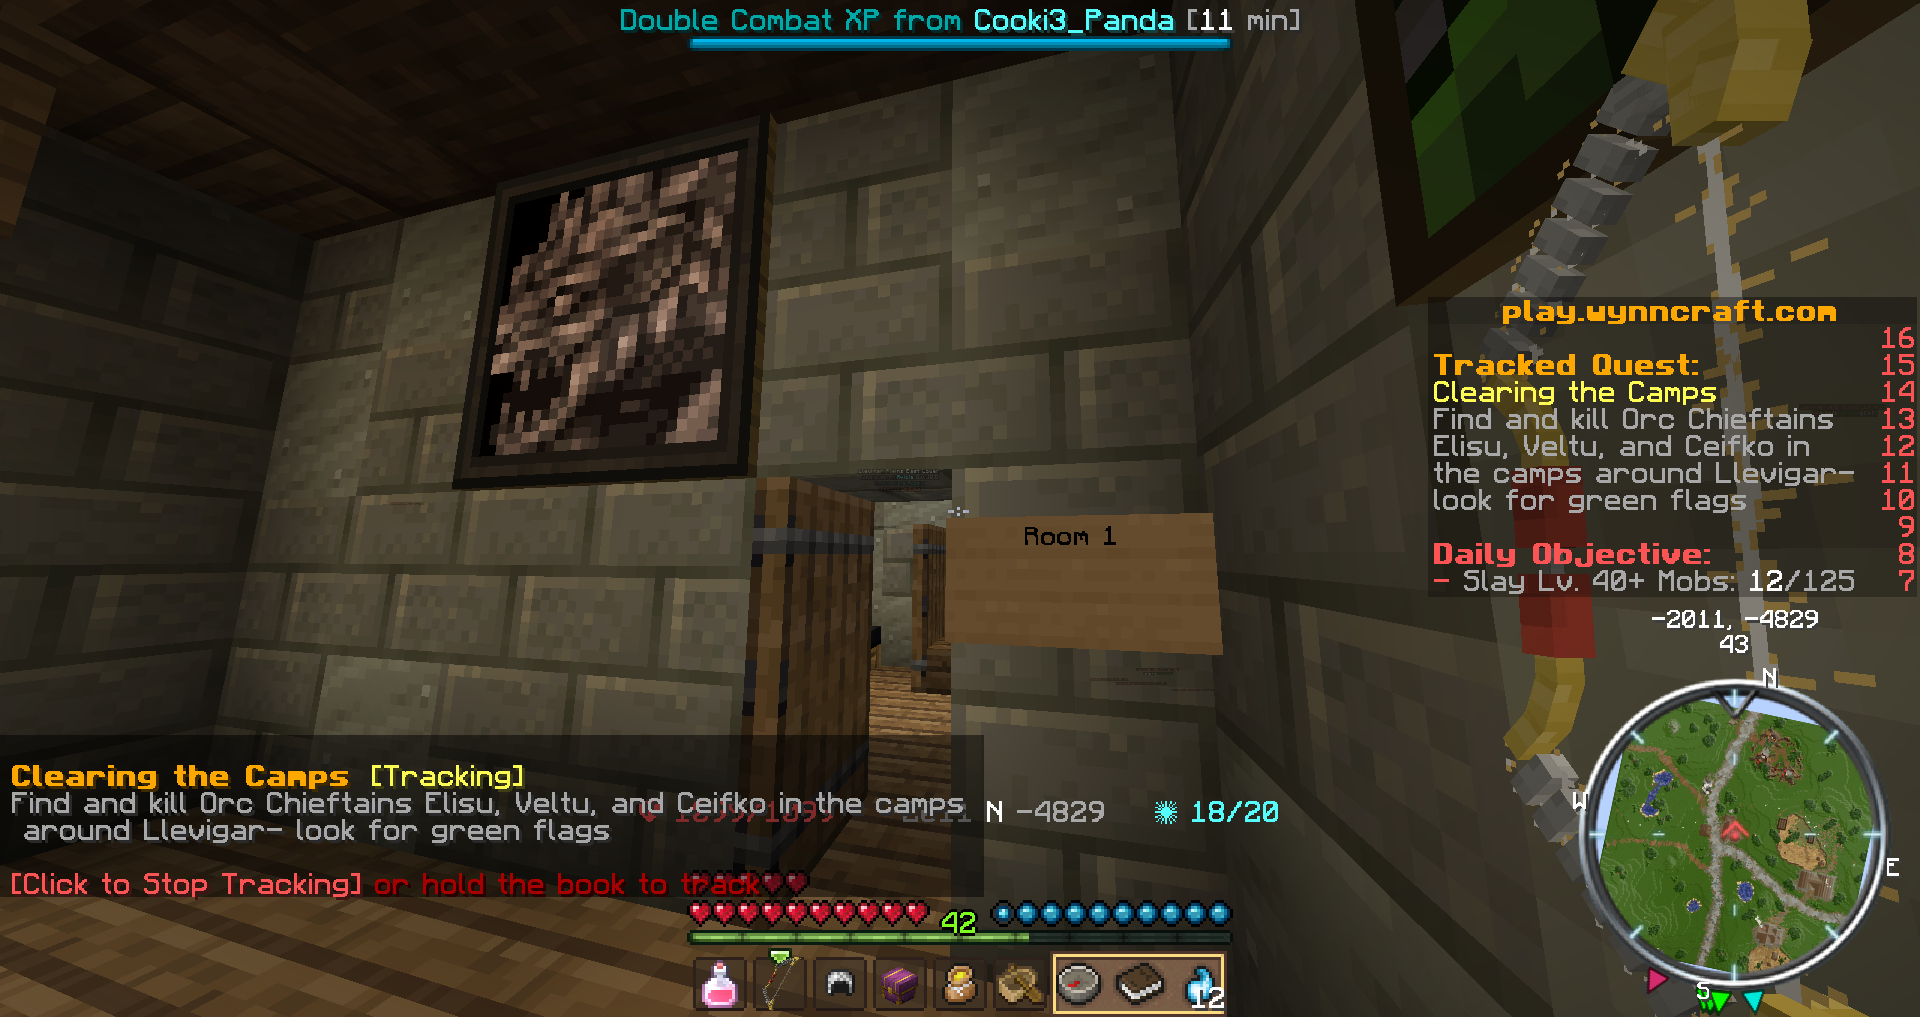 Double Combat XP from Cooki3_Panda [11 min]
play.wynncraft.com
16
Tracked Quest: 15
Clearing the Camps 14
Find and kill Orc Chieftains 13
Elisu, Veltu, and Ceifko in 12
the camps around Llevigar- 11
look for green flags 10
9
Daily Objective: 8
- Slay Lv. 40+ Mobs: 12/125 7
-2011, -4829
43
N
W
E
S
Room 1
Clearing the Camps [Tracking]
Find and kill Orc Chieftains Elisu, Veltu, and Ceifko in the camps
around Llevigar- look for green flags
N -4829
18/20
[Click to Stop Tracking] or hold the book to track
42
12